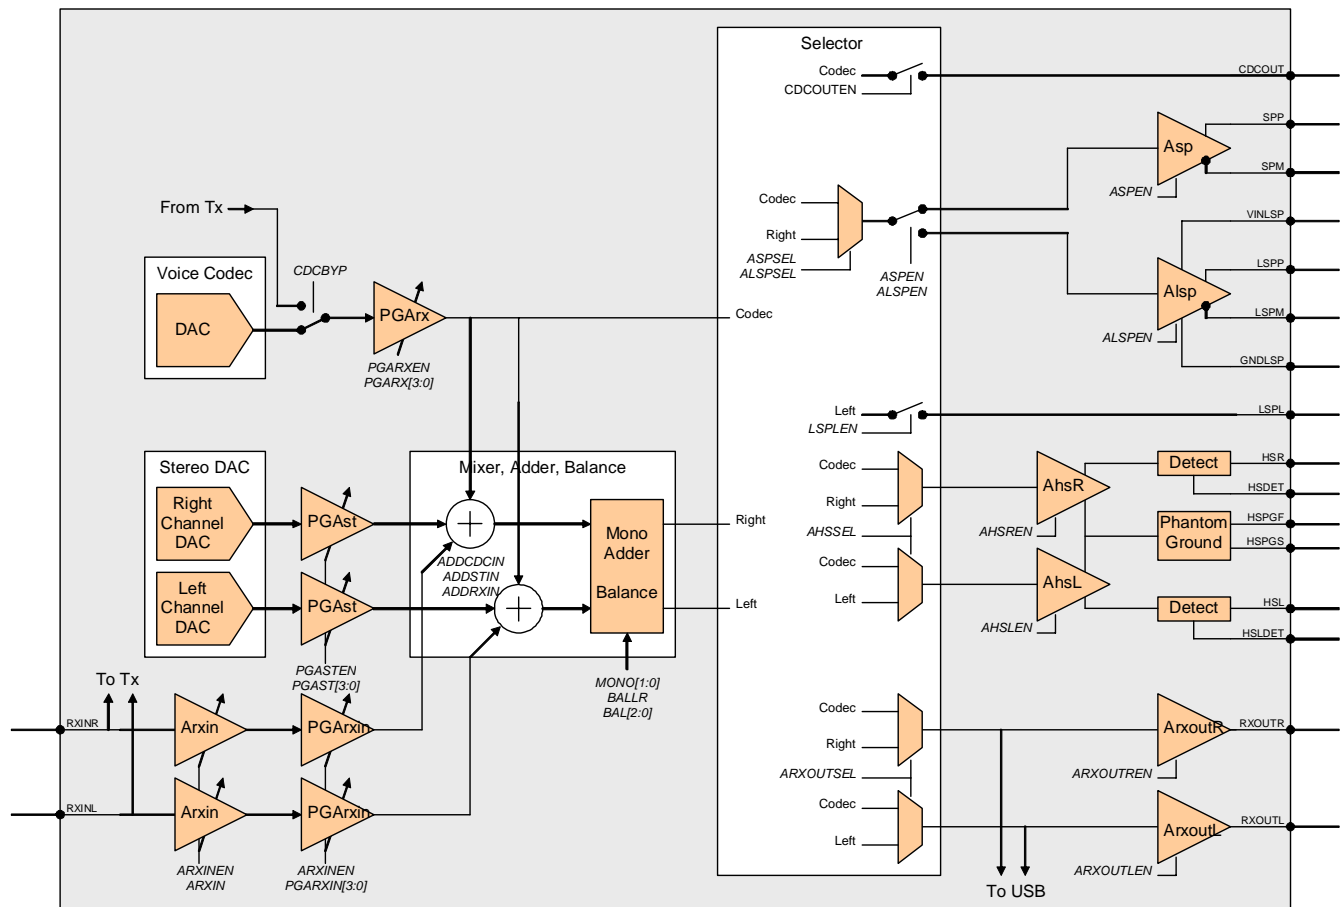 Selector
Codec
CDCOUTEN
CDCOUT
SPP
Asp
SPM
ASPEN
Codec
Right
ASPSEL
ALSPSEL
ASPEN
ALSPEN
VINLSP
LSPP
Alsp
LSPM
ALSPEN
GNDLSP
From Tx
Voice Codec
DAC
CDCBYP
PGArx
PGARXEN
PGARX[3:0]
Codec
Left
LSPLEN
LSPL
Stereo DAC
Right
Channel
DAC
Left
Channel
DAC
PGAst
PGAst
PGASTEN
PGAST[3:0]
Mixer, Adder, Balance
ADDCDCIN
ADDSTIN
ADDRXIN
Mono
Adder
Balance
MONO[1:0]
BALLR
BAL[2:0]
Right
Left
Codec
Right
AHSSEL
Codec
Left
AhsR
AHSREN
AhsL
AHSLEN
Detect
HSR
HSDET
Phantom
Ground
HSPGF
HSPGS
Detect
HSL
HSLDET
To Tx
RXINR
Arxin
PGArxin
RXINL
Arxin
PGArxin
ARXINEN
ARXIN
ARXINEN
PGARXIN[3:0]
Codec
Right
ARXOUTSEL
Codec
Left
ArxoutR
RXOUTR
ARXOUTREN
ArxoutL
RXOUTL
ARXOUTLEN
To USB